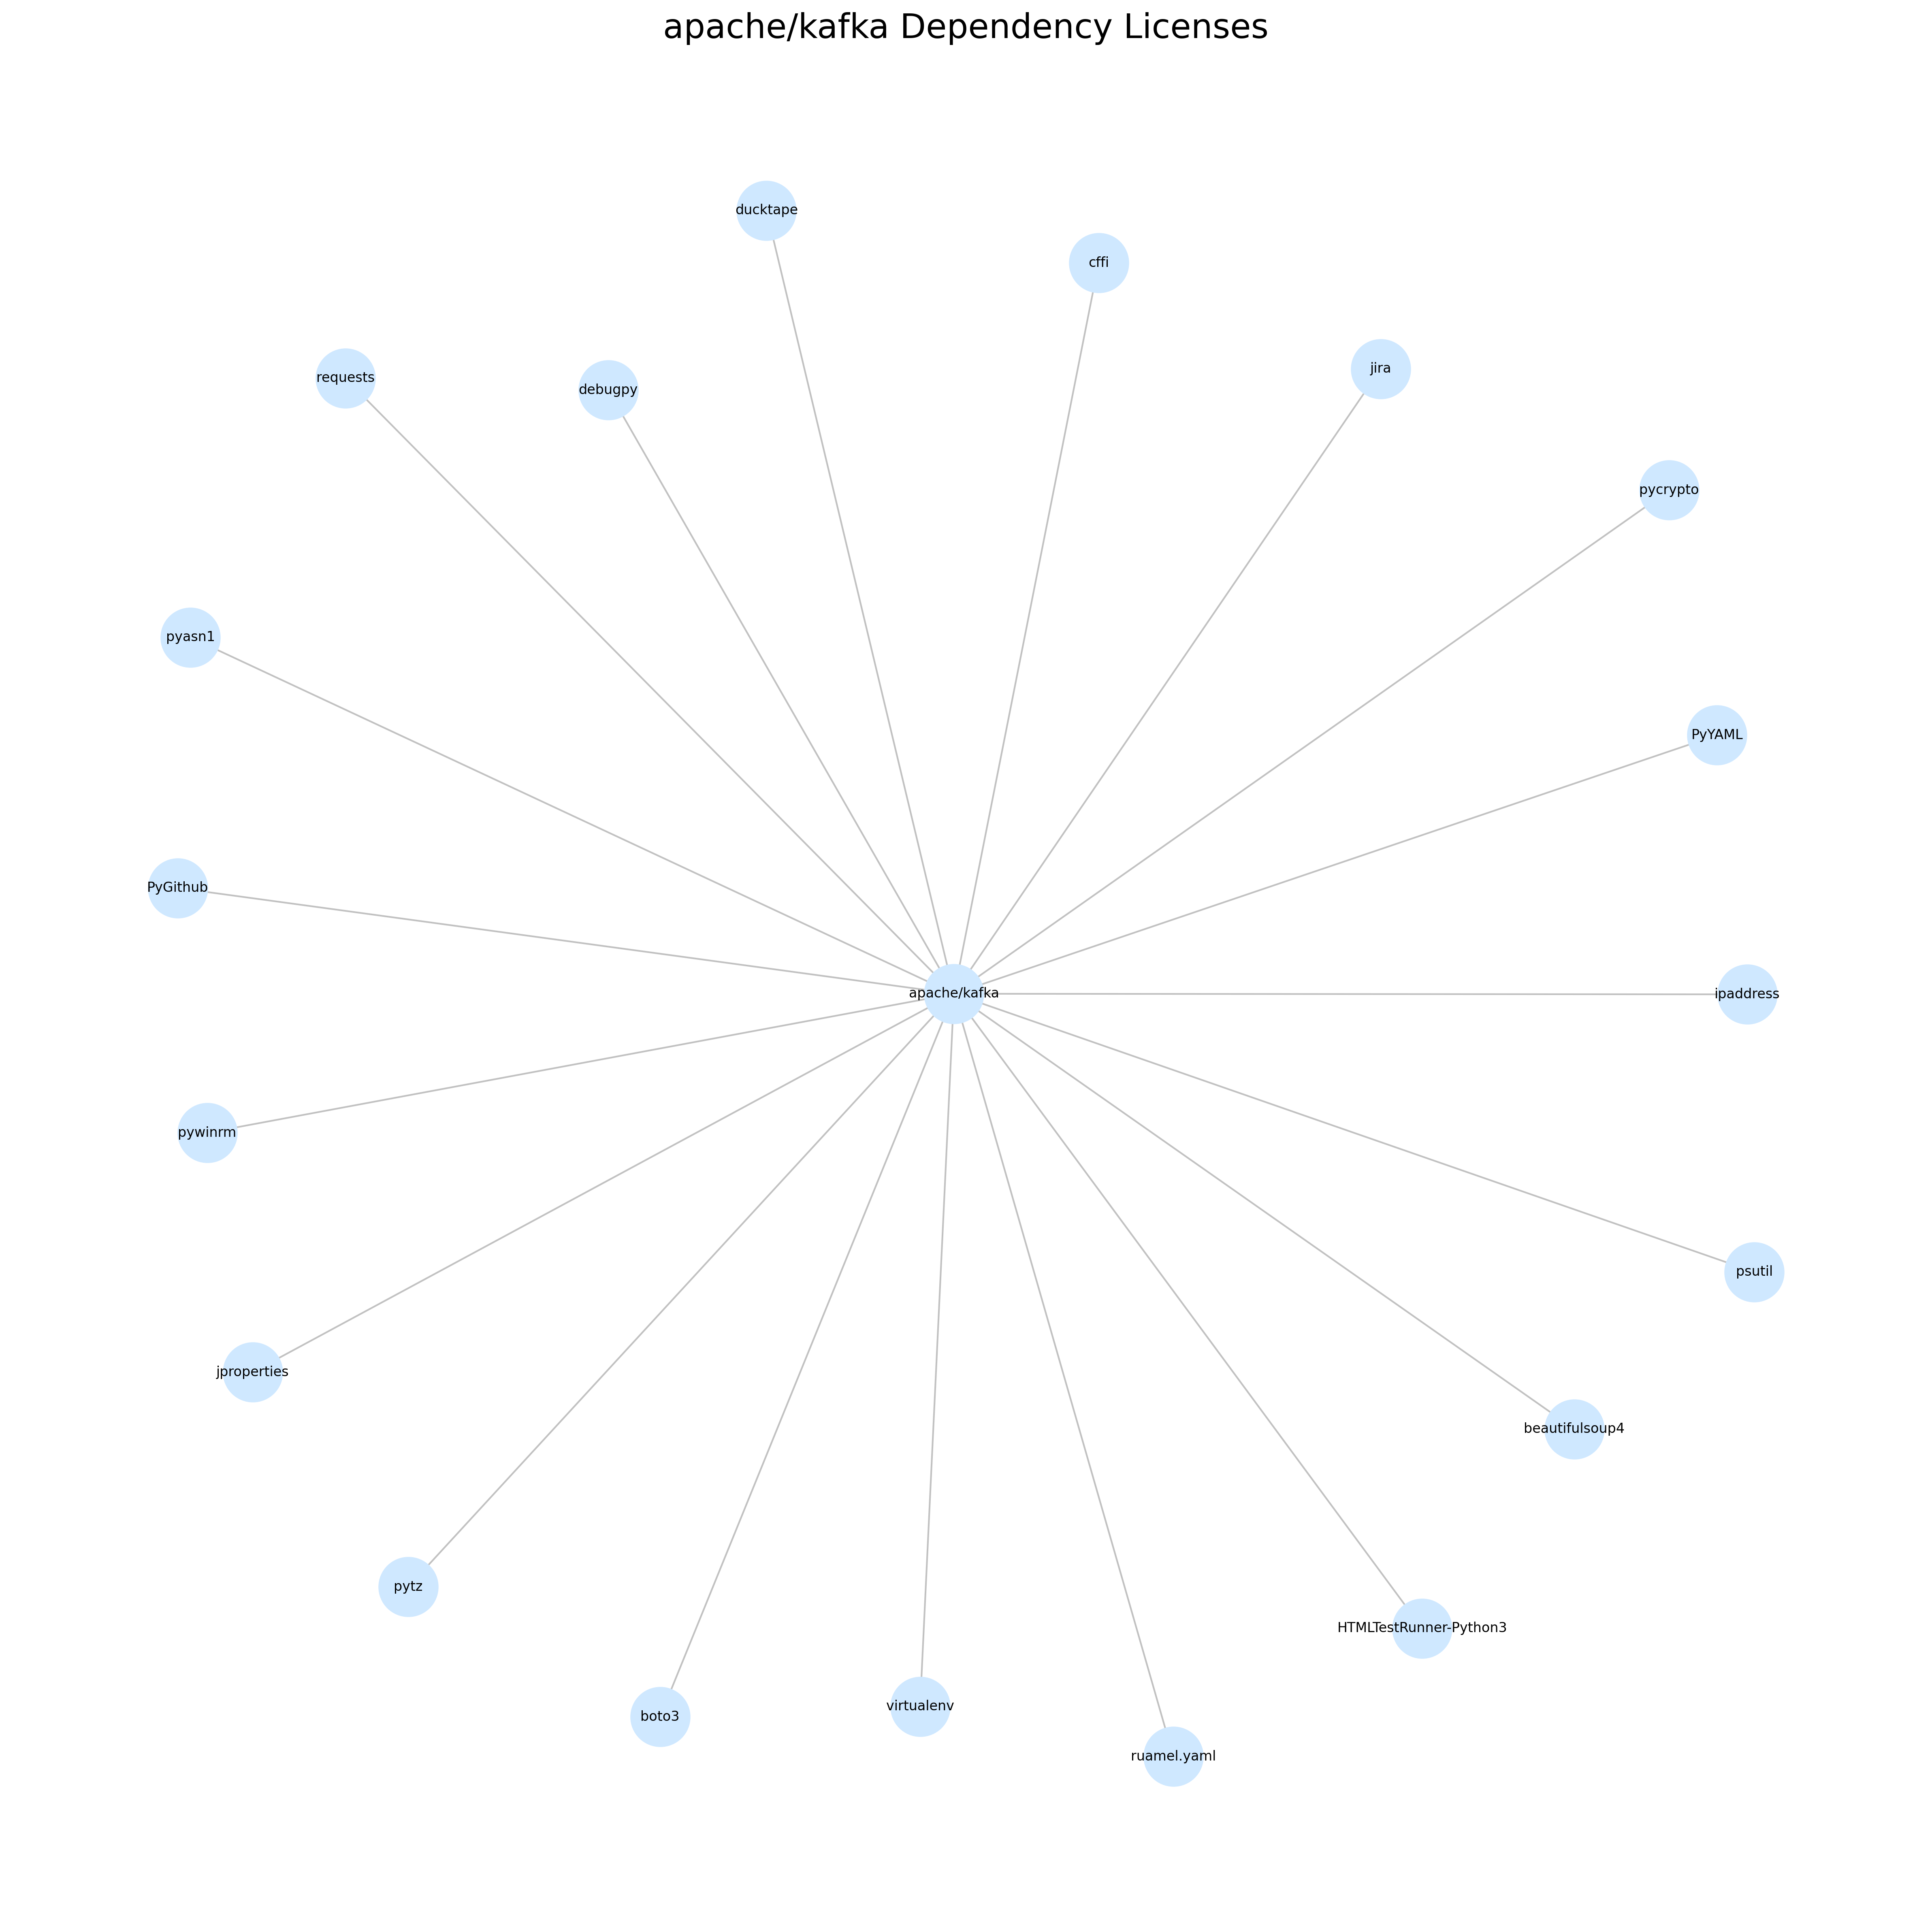 apache/kafka Dependency Licenses
ducktape
cffi
jira
requests
debugpy
pycrypto
pyasn1
PyYAML
PyGithub
apache/kafka
ipaddress
pywinrm
psutil
jproperties
beautifulsoup4
pytz
HTMLTestRunner-Python3
virtualenv
boto3
ruamel.yaml